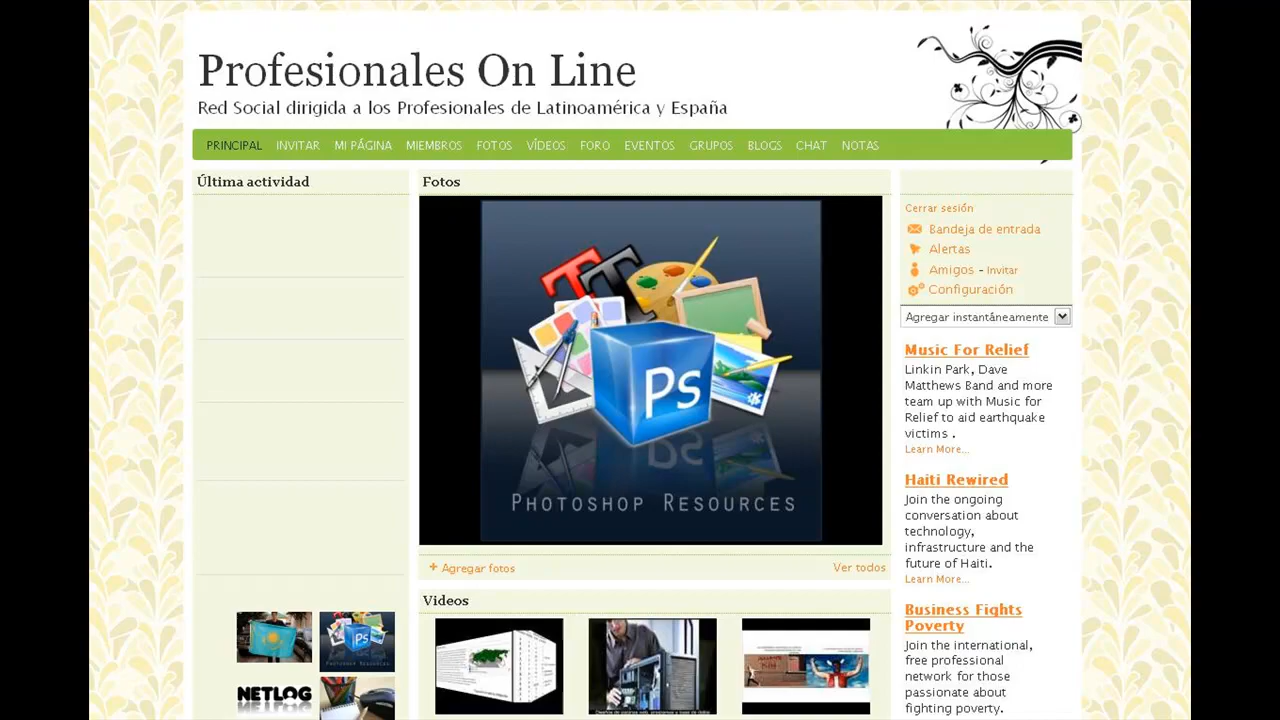 Profesionales On Line
Red Social dirigida a los Profesionales de Latinoamérica y España
PRINCIPAL INVITAR MI PÁGINA MIEMBROS FOTOS VÍDEOS FORO EVENTOS GRUPOS BLOGS CHAT NOTAS
Última actividad
NETLOG
Fotos
Ps
PHOTOSHOP RESOURCES
+ Agregar fotos
Ver todos
Videos
Cerrar sesión
Bandeja de entrada
Alertas
Amigos - Invitar
Configuración
Agregar instantáneamente
Music For Relief
Linkin Park, Dave
Matthews Band and more
team up with Music for
Relief to aid earthquake
victims .
Learn More...
Haiti Rewired
Join the ongoing
conversation about
technology,
infrastructure and the
future of Haiti.
Learn More...
Business Fights
Poverty
Join the international,
free professional
network for those
passionate about
fighting poverty.